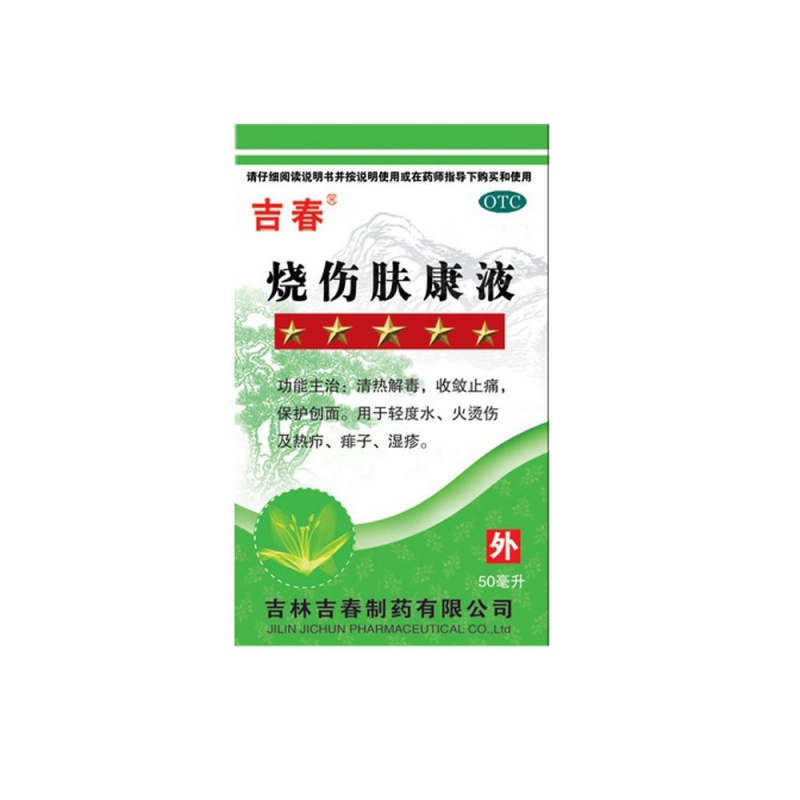 请仔细阅读说明书并按说明使用或在药师指导下购买和使用
吉春®
OTC
烧伤肤康液
功能主治：清热解毒，收敛止痛，
保护创面。用于轻度水、火烫伤
及热疖、痱子、湿疹。
外
50毫升
吉林吉春制药有限公司
JILIN JICHUN PHARMACEUTICAL CO.,Ltd